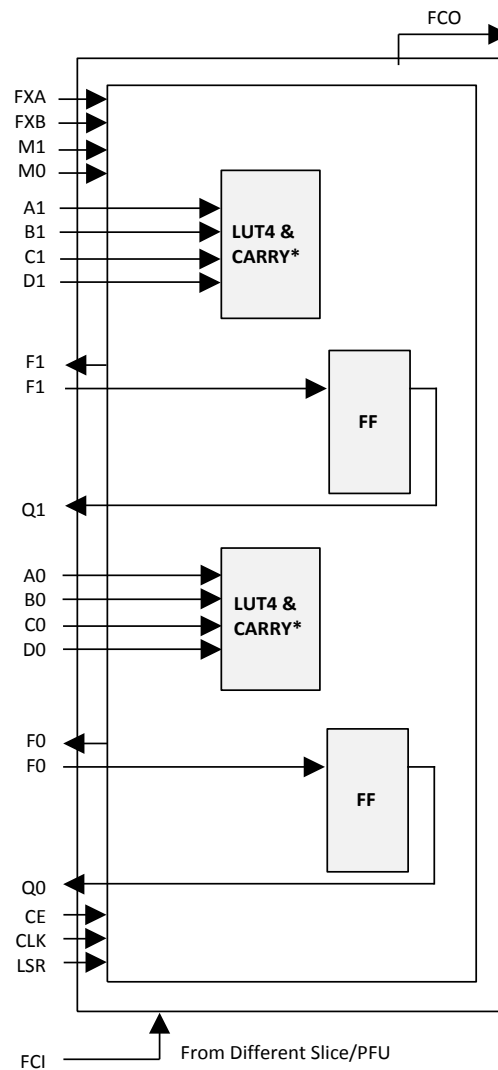 FCO
FXA
FXB
M1
M0
A1
B1
C1
D1
LUT4 &
CARRY*
F1
F1
FF
Q1
A0
B0
C0
D0
LUT4 &
CARRY*
F0
F0
FF
Q0
CE
CLK
LSR
FCI
From Different Slice/PFU